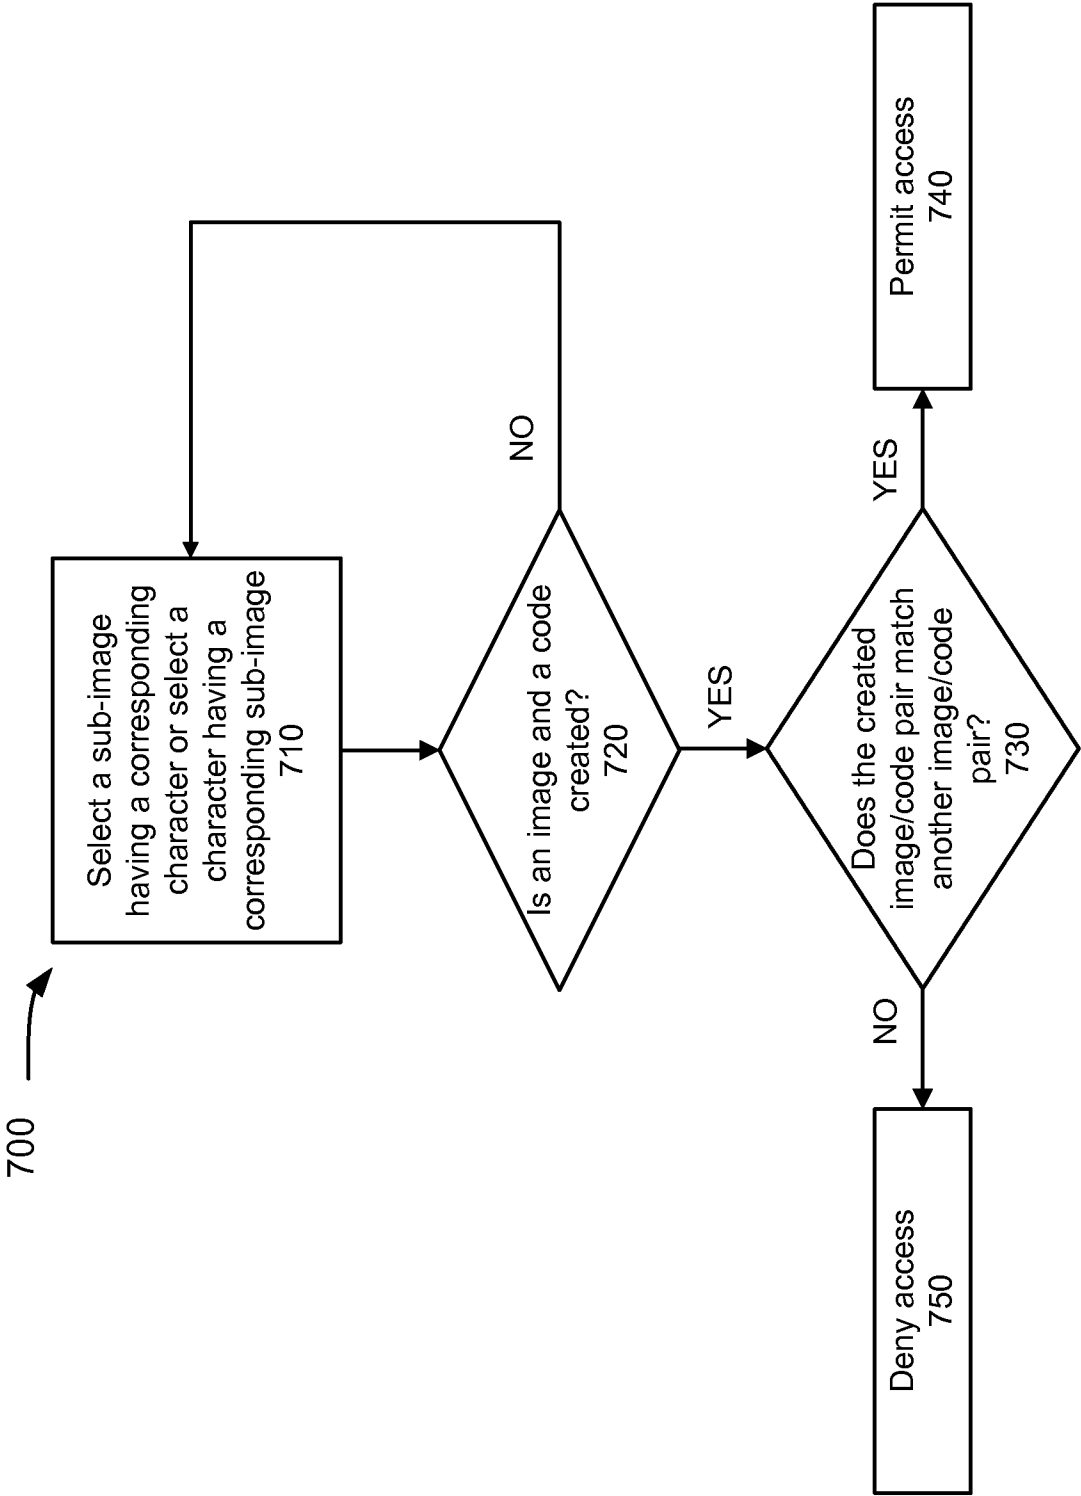 700
Select a sub-image
having a corresponding
character or select a
character having a
corresponding sub-image
710
Is an image and a code
created?
720
NO
YES
Does the created
image/code pair match
another image/code
pair?
730
NO
YES
Deny access
750
Permit access
740